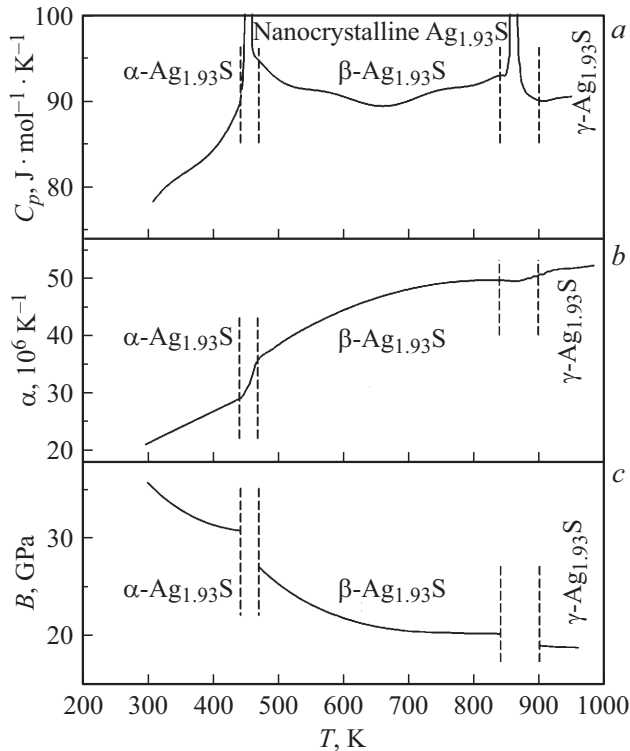 100
90
80
C_p, J · mol⁻¹ · K⁻¹
Nanocrystalline Ag₁.₉₃S
α-Ag₁.₉₃S
β-Ag₁.₉₃S
γ-Ag₁.₉₃S
a
50
40
30
20
α, 10⁶ K⁻¹
α-Ag₁.₉₃S
β-Ag₁.₉₃S
γ-Ag₁.₉₃S
b
30
20
B, GPa
α-Ag₁.₉₃S
β-Ag₁.₉₃S
γ-Ag₁.₉₃S
c
200 300 400 500 600 700 800 900 1000
T, K